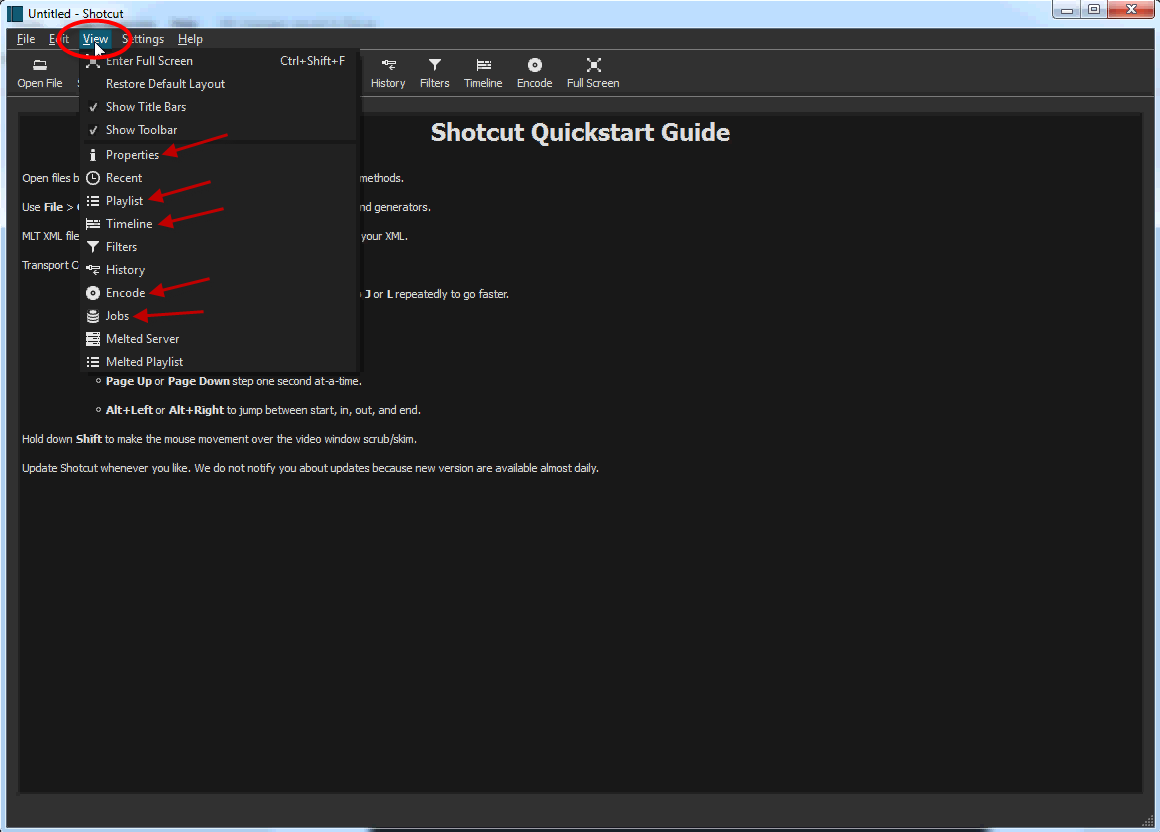 Untitled - Shotcut
File Edit View Settings Help
Enter Full Screen Ctrl+Shift+F
Open File History Filters Timeline Encode Full Screen
Restore Default Layout
Show Title Bars
Show Toolbar
Shotcut Quickstart Guide
Properties
Open files methods.
Recent
Playlist
Use File > nd generators.
Timeline
MLT XML file your XML.
Filters
Transport
History
Encode
J or L repeatedly to go faster.
Jobs
Melted Server
Melted Playlist
Page Up or Page Down step one second at-a-time.
Alt+Left or Alt+Right to jump between start, in, out, and end.
Hold down Shift to make the mouse movement over the video window scrub/skim.
Update Shotcut whenever you like. We do not notify you about updates because new version are available almost daily.